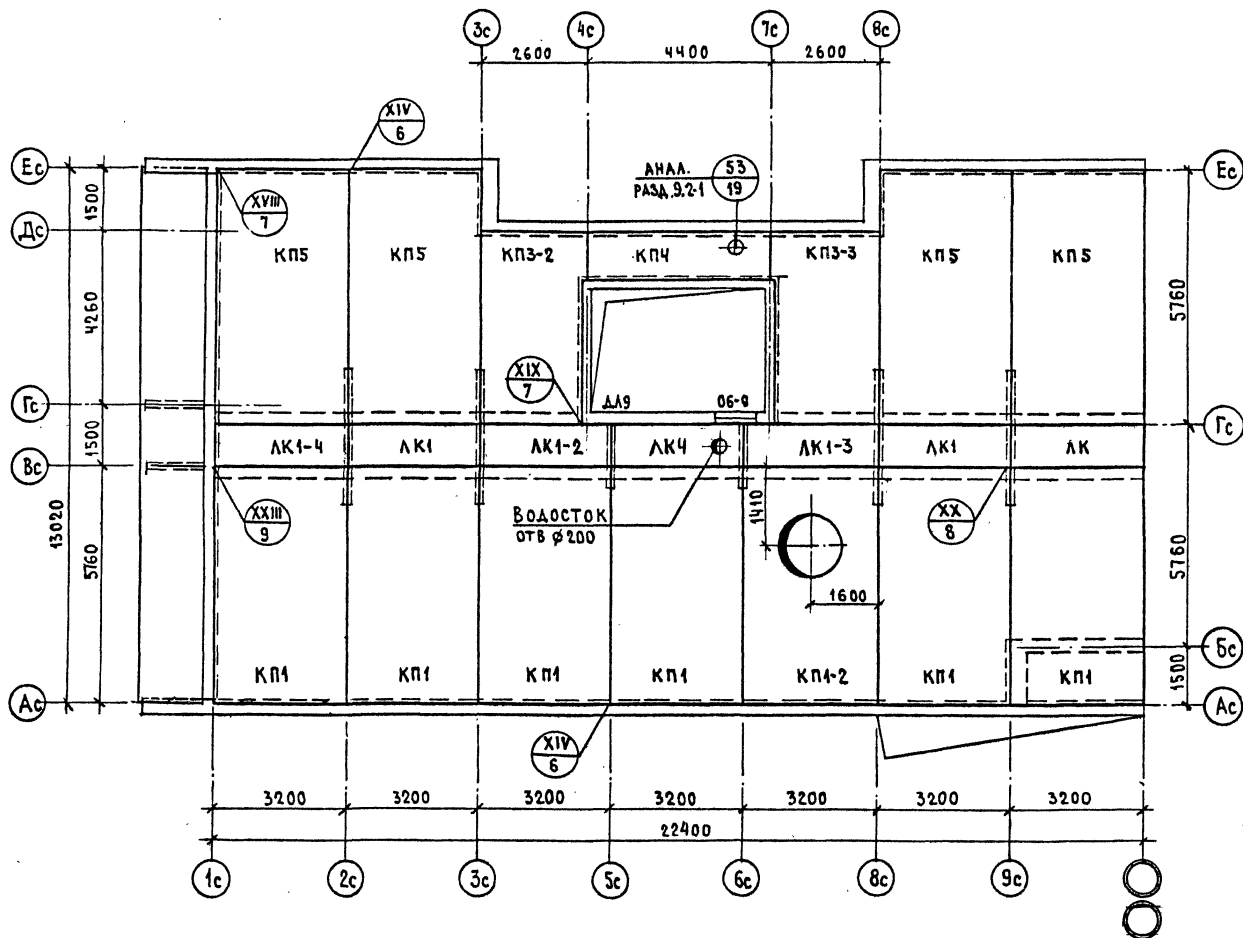 3с 4с 7с 8с
2600 4400 2600
XIV
6
АНАЛ.
РАЗД.9.2-1
53
19
Ес Ес
1500
XVIII
7
Дс
КП5 КП5 КП3-2 КП4 КП3-3 КП5 КП5
4260
5760
XIX
7
Гс
ДЛ9 ОБ-8
Гс
1500
ЛК1-4 ЛК1 ЛК1-2 ЛК4 ЛК1-3 ЛК1 ЛК
Вс
13020
XXIII
9
ВОДОСТОК
ОТВ ϕ200
1410
XX
8
5760
5760
1600
Бс
КП1 КП1 КП1 КП1 КП1-2 КП1 КП1
1500
Ас Ас
XIV
6
3200 3200 3200 3200 3200 3200 3200
22400
1с 2с 3с 5с 6с 8с 9с